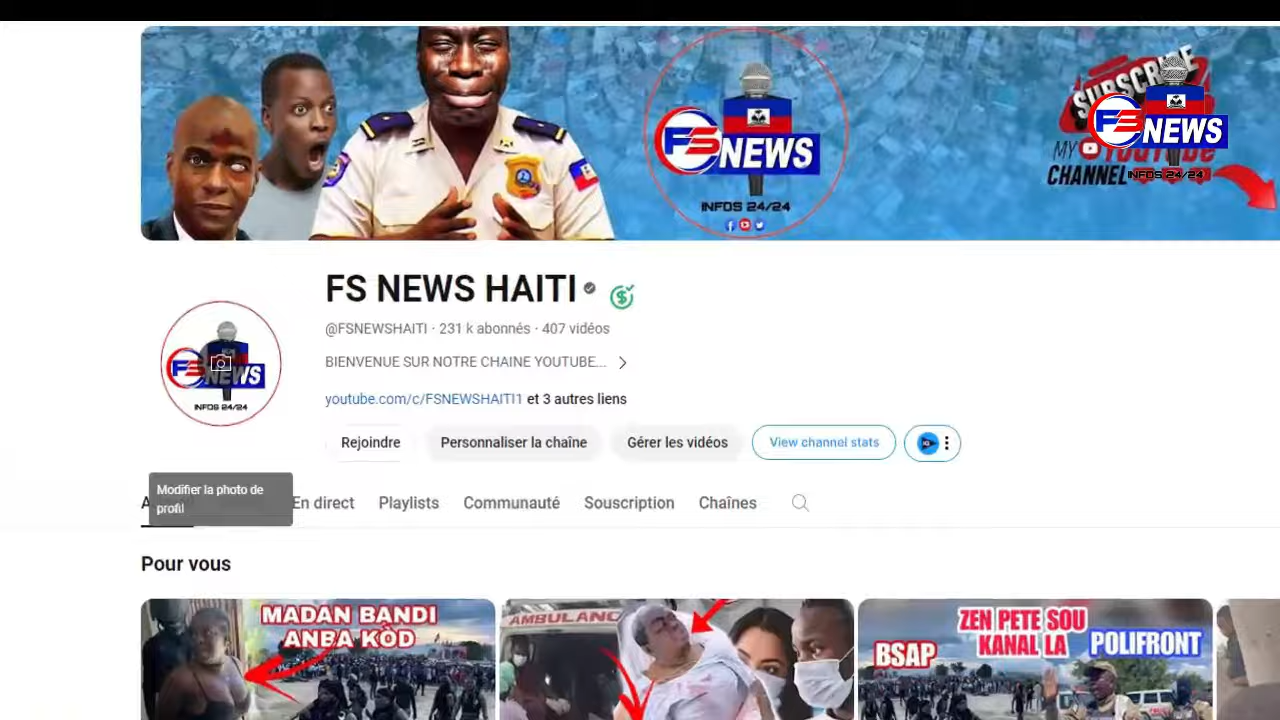 SUBSCRIBE
MY YouTube
CHANNEL
FS NEWS
INFOS 24/24
FS NEWS
INFOS 24/24
FS NEWS HAITI
@FSNEWSHAITI · 231 k abonnés · 407 vidéos
BIENVENUE SUR NOTRE CHAINE YOUTUBE...
youtube.com/c/FSNEWSHAITI1 et 3 autres liens
FS NEWS
INFOS 24/24
Rejoindre
Personnaliser la chaîne
Gérer les vidéos
View channel stats
Modifier la photo de
profil
En direct
Playlists
Communauté
Souscription
Chaînes
Pour vous
MADAN BANDI
ANBA KÒD
AMBULANC
ZEN PETE SOU
KANAL LA
BSAP
POLIFRONT